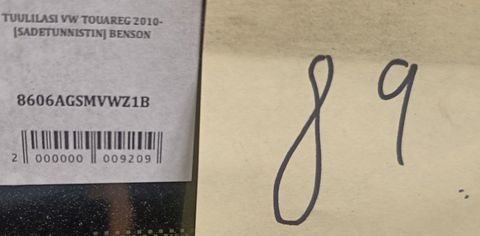 TUULILASI VW TOUAREG 2010-
[SADETUNNISTIN] BENSON
8606AGSMVWZ1B
2 000000 009209
89